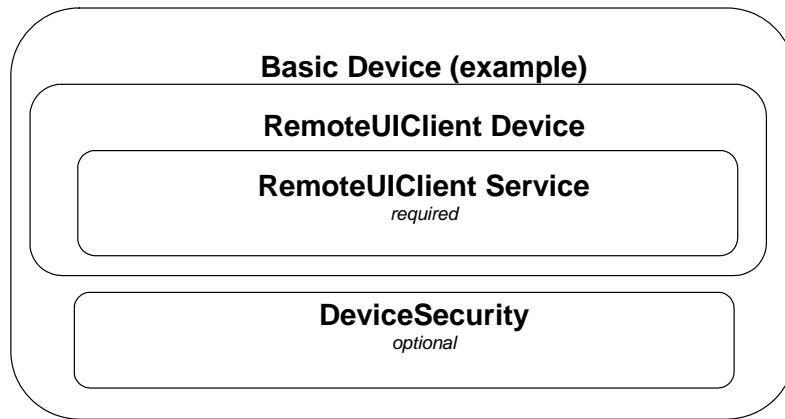 Basic Device (example)
RemoteUIClient Device
RemoteUIClient Service
required
DeviceSecurity
optional